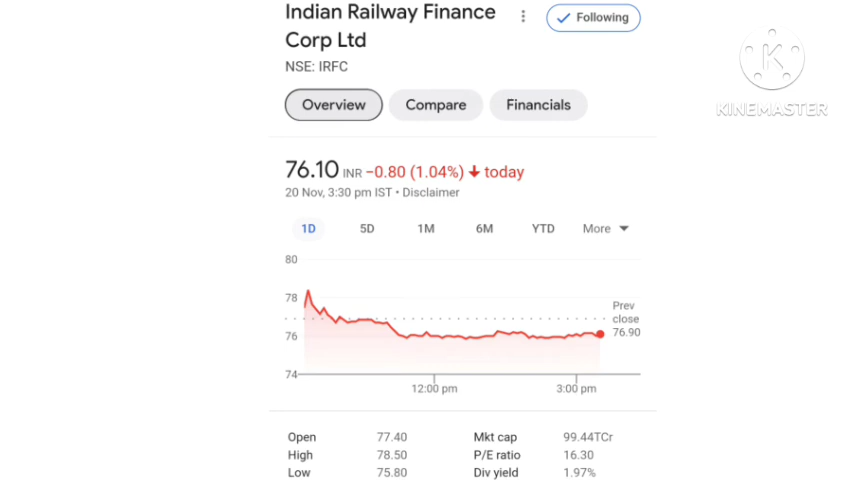 Indian Railway Finance
Corp Ltd
Following
NSE: IRFC
Overview
Compare
Financials
KINEMASTER
76.10 INR −0.80 (1.04%) ↓ today
20 Nov, 3:30 pm IST • Disclaimer
1D 5D 1M 6M YTD More
80
78
76
74
Prev
close
76.90
12:00 pm 3:00 pm
Open 77.40 Mkt cap 99.44TCr
High 78.50 P/E ratio 16.30
Low 75.80 Div yield 1.97%